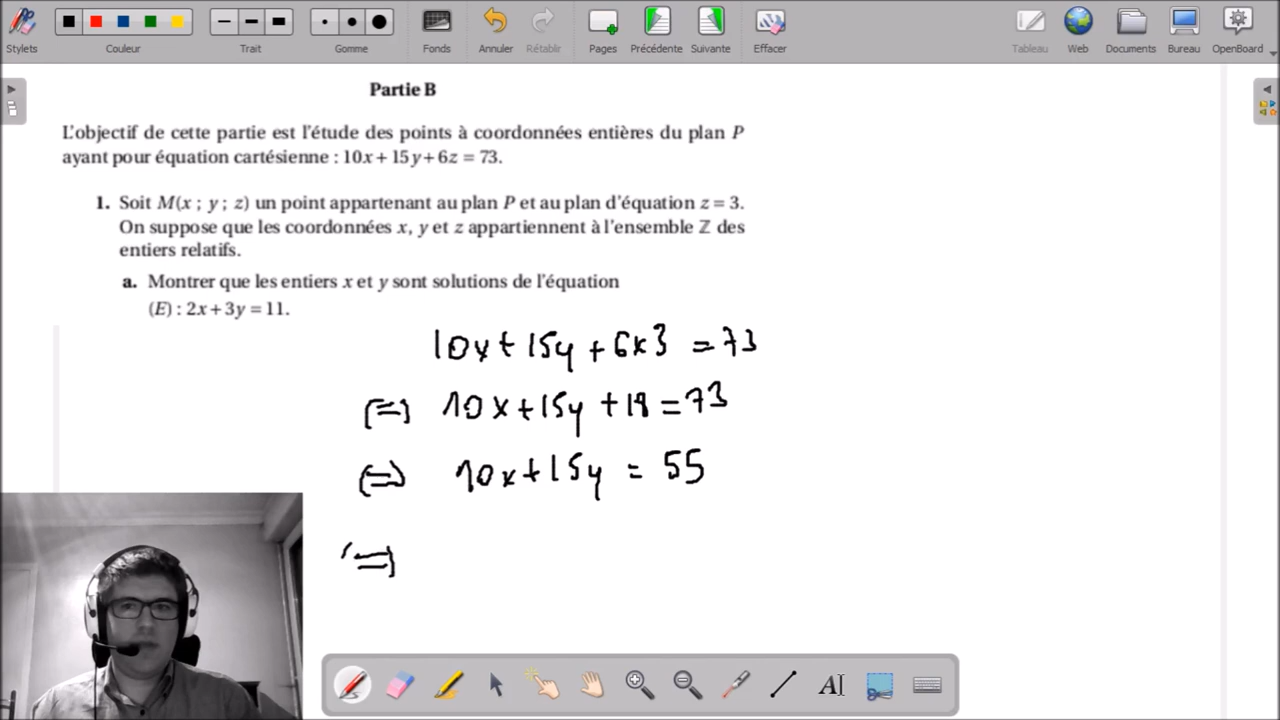 Stylets
Couleur
Trait
Gomme
Fonds
Annuler
Rétablir
Pages
Précédente
Suivante
Effacer
Tableau
Web
Documents
Bureau
OpenBoard
Partie B
L'objectif de cette partie est l'étude des points à coordonnées entières du plan P
ayant pour équation cartésienne : 10x + 15y + 6z = 73.
1. Soit M(x ; y ; z) un point appartenant au plan P et au plan d'équation z = 3.
On suppose que les coordonnées x, y et z appartiennent à l'ensemble ℤ des
entiers relatifs.
a. Montrer que les entiers x et y sont solutions de l'équation
(E) : 2x + 3y = 11.
10x + 15y + 6×3 = 73
⟺ 10x + 15y + 18 = 73
⟺ 10x + 15y = 55
⟺
AI